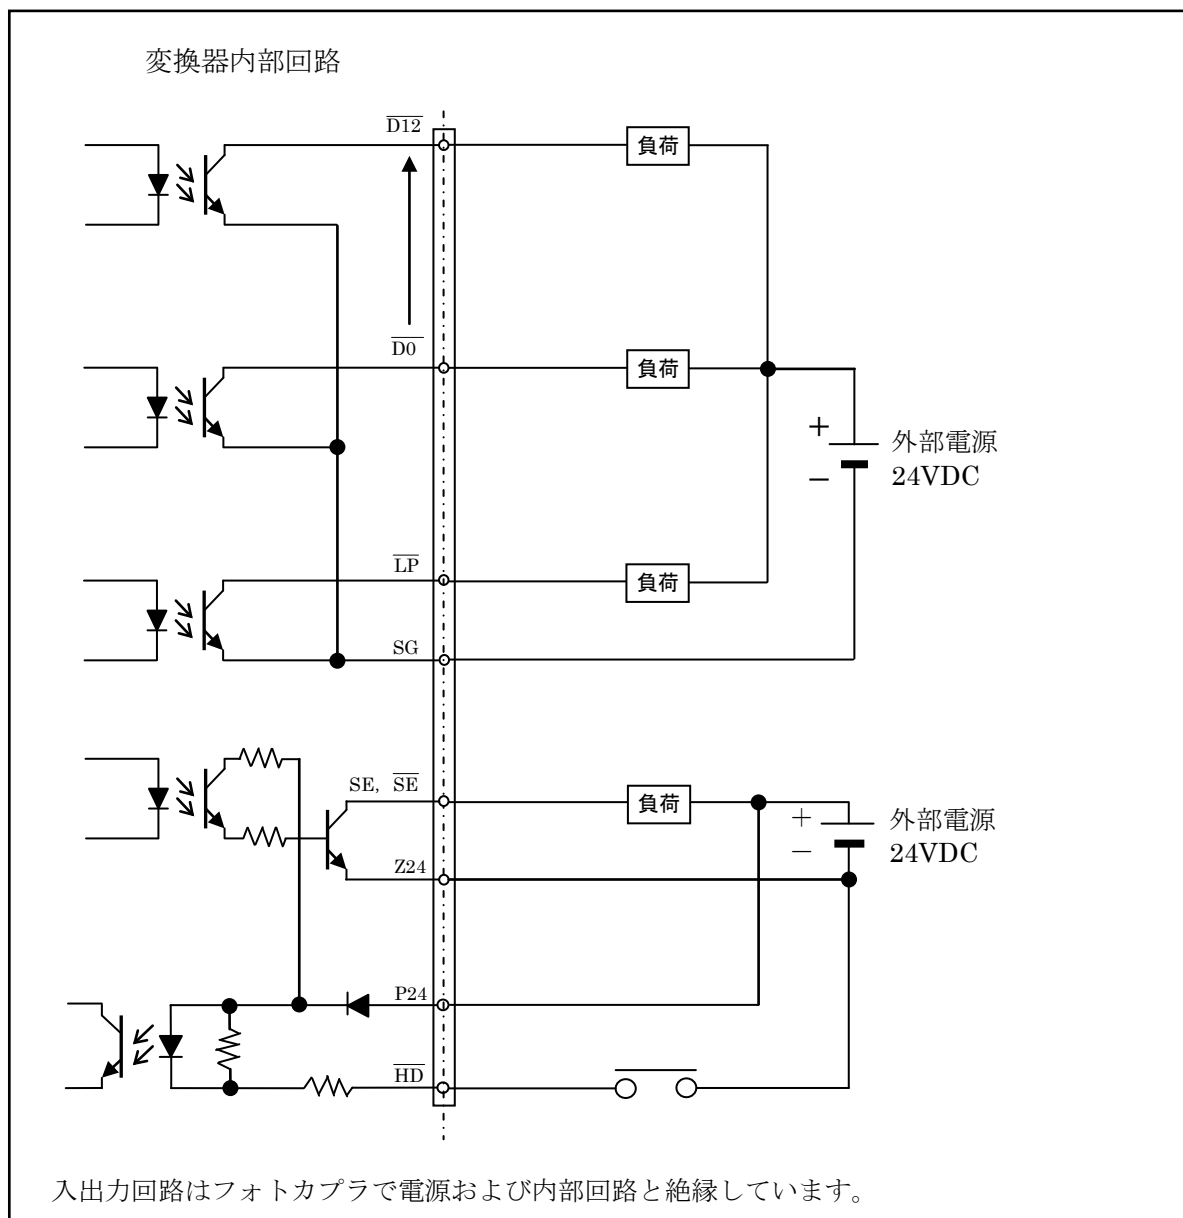 変換器内部回路
D12
負荷
D0
負荷
+
外部電源
−
24VDC
LP
負荷
SG
SE, SE
負荷
+
外部電源
−
24VDC
Z24
P24
HD
入出力回路はフォトカプラで電源および内部回路と絶縁しています。